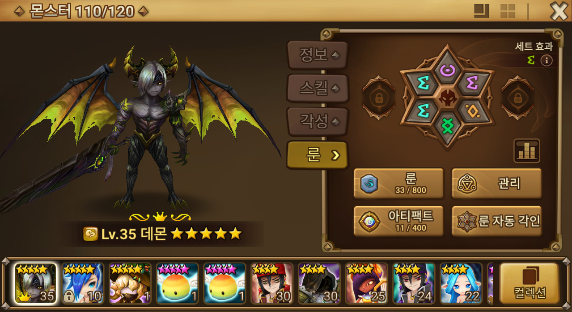 몬스터 110/120
정보
스킬
각성
룬
세트 효과
룬
33 / 800
관리
아티팩트
11 / 400
룬 자동 각인
Lv.35 데몬
35
10
1
1
1
30
30
25
24
22
1
컬렉션